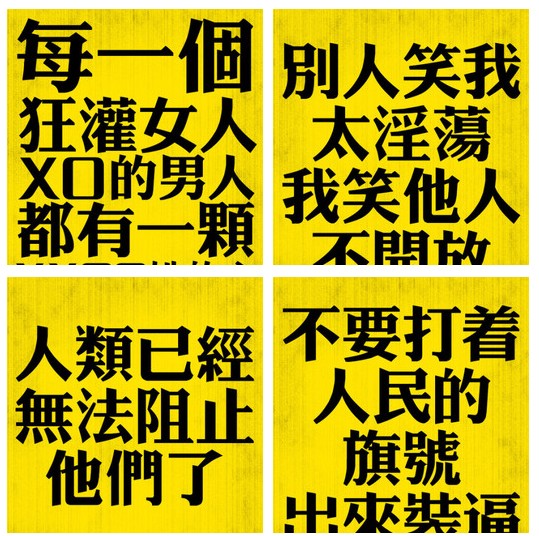 每一個
狂灌女人
XO的男人
都有一顆
別人笑我
太淫蕩
我笑他人
不開放
人類已經
無法阻止
他們了
不要打着
人民的
旗號
出來裝逼